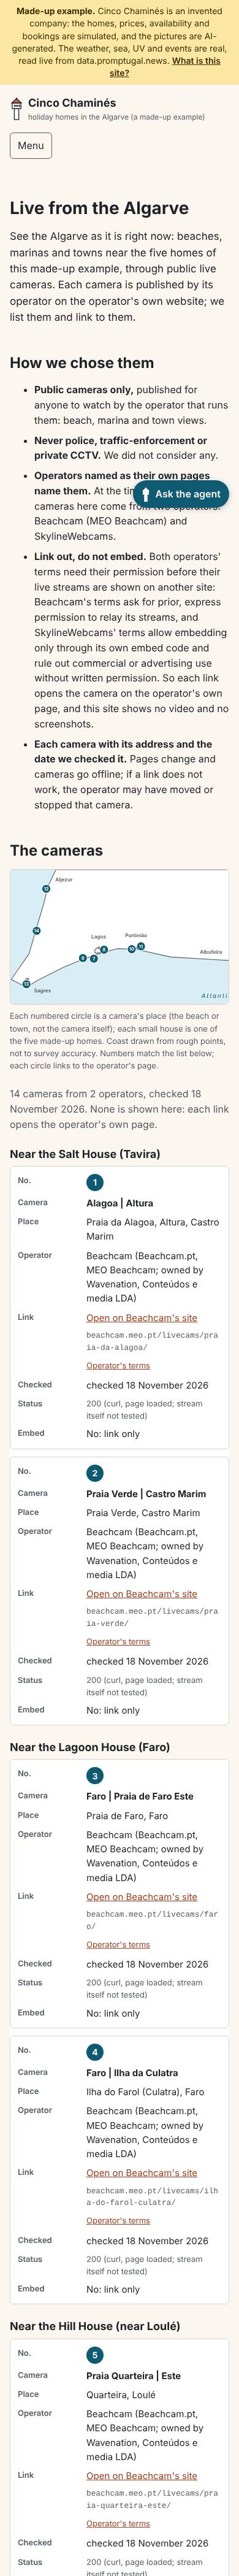 Made-up example. Cinco Chaminés is an invented
company: the homes, prices, availability and
bookings are simulated, and the pictures are AI-
generated. The weather, sea, UV and events are real,
read live from data.promptugal.news. What is this
site?
Cinco Chaminés
holiday homes in the Algarve (a made-up example)
Menu
Live from the Algarve
See the Algarve as it is right now: beaches,
marinas and towns near the five homes of
this made-up example, through public live
cameras. Each camera is published by its
operator on the operator's own website; we
list them and link to them.
How we chose them
Public cameras only, published for
anyone to watch by the operator that runs
them: beach, marina and town views.
Never police, traffic-enforcement or
private CCTV. We did not consider any.
Operators named as their own pages
name them. At the
Ask the agent
cameras here come from two operators:
Beachcam (MEO Beachcam) and
SkylineWebcams.
Link out, do not embed. Both operators'
terms need their permission before their
live streams are shown on another site:
Beachcam's terms ask for prior, express
permission to relay its streams, and
SkylineWebcams' terms allow embedding
only through its own embed code and
rule out commercial or advertising use
without written permission. So each link
opens the camera on the operator's own
page, and this site shows no video and no
screenshots.
Each camera with its address and the
date we checked it. Pages change and
cameras go offline; if a link does not
work, the operator may have moved or
stopped that camera.
The cameras
Aljezur
12
14
Lagos
Portimão
8
10
11
6
7
Albufeira
13
Sagres
Atlanti
Each numbered circle is a camera's place (the beach or
town, not the camera itself); each small house is one of
the five made-up homes. Coast drawn from rough points,
not to survey accuracy. Numbers match the list below;
each circle links to the operator's page.
14 cameras from 2 operators, checked 18
November 2026. None is shown here: each link
opens the operator's own page.
Near the Salt House (Tavira)
No. 1
Camera Alagoa | Altura
Place Praia da Alagoa, Altura, Castro
Marim
Operator Beachcam (Beachcam.pt,
MEO Beachcam; owned by
Wavenation, Conteúdos e
media LDA)
Link Open on Beachcam's site
beachcam.meo.pt/livecams/pra
ia-da-alagoa/
Operator's terms
Checked checked 18 November 2026
Status 200 (curl, page loaded; stream
itself not tested)
Embed No: link only
No. 2
Camera Praia Verde | Castro Marim
Place Praia Verde, Castro Marim
Operator Beachcam (Beachcam.pt,
MEO Beachcam; owned by
Wavenation, Conteúdos e
media LDA)
Link Open on Beachcam's site
beachcam.meo.pt/livecams/pra
ia-verde/
Operator's terms
Checked checked 18 November 2026
Status 200 (curl, page loaded; stream
itself not tested)
Embed No: link only
Near the Lagoon House (Faro)
No. 3
Camera Faro | Praia de Faro Este
Place Praia de Faro, Faro
Operator Beachcam (Beachcam.pt,
MEO Beachcam; owned by
Wavenation, Conteúdos e
media LDA)
Link Open on Beachcam's site
beachcam.meo.pt/livecams/far
o/
Operator's terms
Checked checked 18 November 2026
Status 200 (curl, page loaded; stream
itself not tested)
Embed No: link only
No. 4
Camera Faro | Ilha da Culatra
Place Ilha do Farol (Culatra), Faro
Operator Beachcam (Beachcam.pt,
MEO Beachcam; owned by
Wavenation, Conteúdos e
media LDA)
Link Open on Beachcam's site
beachcam.meo.pt/livecams/ilh
a-do-farol-culatra/
Operator's terms
Checked checked 18 November 2026
Status 200 (curl, page loaded; stream
itself not tested)
Embed No: link only
Near the Hill House (near Loulé)
No. 5
Camera Praia Quarteira | Este
Place Quarteira, Loulé
Operator Beachcam (Beachcam.pt,
MEO Beachcam; owned by
Wavenation, Conteúdos e
media LDA)
Link Open on Beachcam's site
beachcam.meo.pt/livecams/pra
ia-quarteira-este/
Operator's terms
Checked checked 18 November 2026
Status 200 (curl, page loaded; stream
itself not tested)